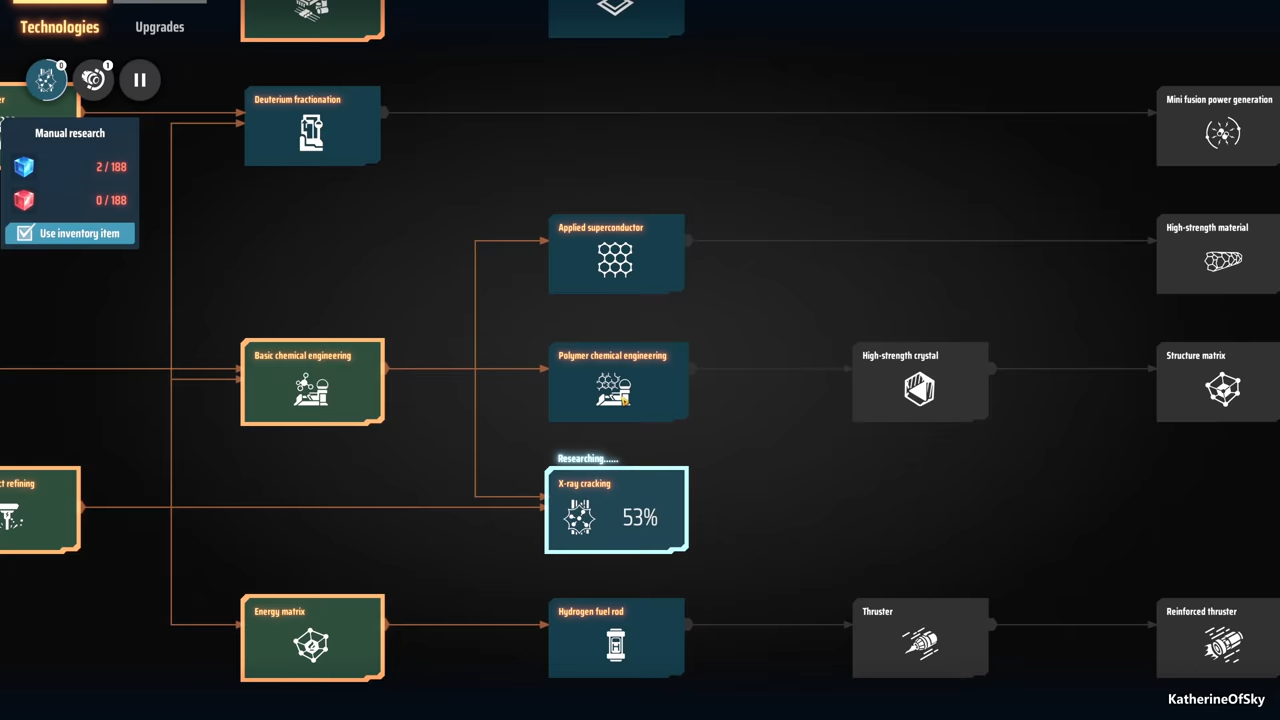 Technologies
Upgrades
0
1
Manual research
2 / 188
0 / 188
Use inventory item
Deuterium fractionation
Mini fusion power generation
Applied superconductor
High-strength material
Basic chemical engineering
Polymer chemical engineering
High-strength crystal
Structure matrix
Researching......
X-ray cracking
53%
refining
Energy matrix
Hydrogen fuel rod
Thruster
Reinforced thruster
KatherineOfSky